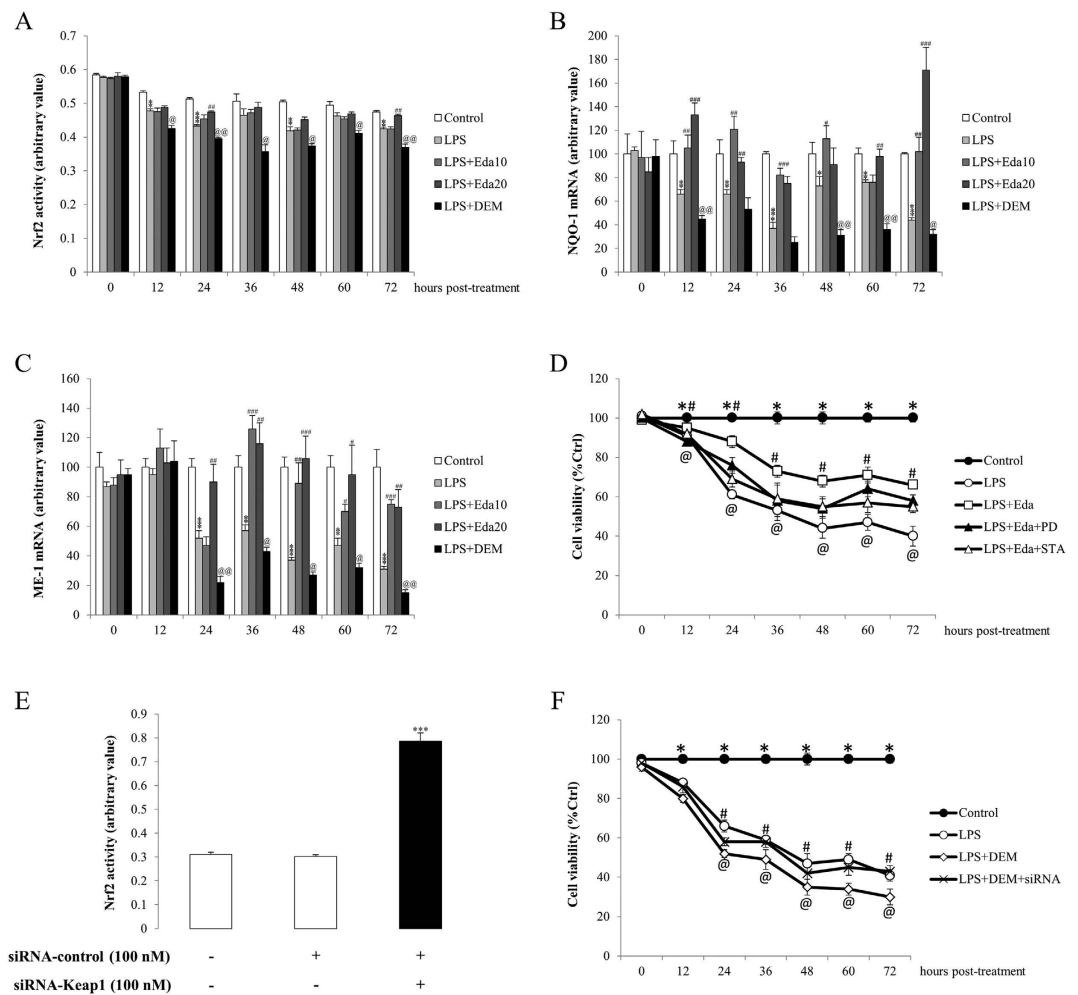 A
Nrf2 activity (arbitrary value)
0.7
0.6
0.5
0.4
0.3
0.2
0.1
0
** *** ## @ @@ @ ** @ @ *** ## @@
0 12 24 36 48 60 72 hours post-treatment
Control
LPS
LPS+Eda10
LPS+Eda20
LPS+DEM
B
NQO-1 mRNA (arbitrary value)
200
180
160
140
120
100
80
60
40
20
0
** ## ### @@ ** ## ## *** ### * # @@ ** ## @@ *** ## ### @
0 12 24 36 48 60 72 hours post-treatment
Control
LPS
LPS+Eda10
LPS+Eda20
LPS+DEM
C
ME-1 mRNA (arbitrary value)
160
140
120
100
80
60
40
20
0
** ## @@ ** ### ## @ *** ## ### @ ** # # @ *** ### ## @@
0 12 24 36 48 60 72 hours post-treatment
Control
LPS
LPS+Eda10
LPS+Eda20
LPS+DEM
D
Cell viability (%Ctrl)
120
100
80
60
40
20
0
*# *# * * * * *
# # # #
@ @ @ @ @ @
0 12 24 36 48 60 72 hours post-treatment
Control
LPS
LPS+Eda
LPS+Eda+PD
LPS+Eda+STA
E
Nrf2 activity (arbitrary value)
0.9
0.8
0.7
0.6
0.5
0.4
0.3
0.2
0.1
0
***
siRNA-control (100 nM) - + +
siRNA-Keap1 (100 nM) - - +
F
Cell viability (%Ctrl)
120
100
80
60
40
20
0
* * * * * *
# # # # #
@ @ @ @ @
0 12 24 36 48 60 72 hours post-treatment
Control
LPS
LPS+DEM
LPS+DEM+siRNA